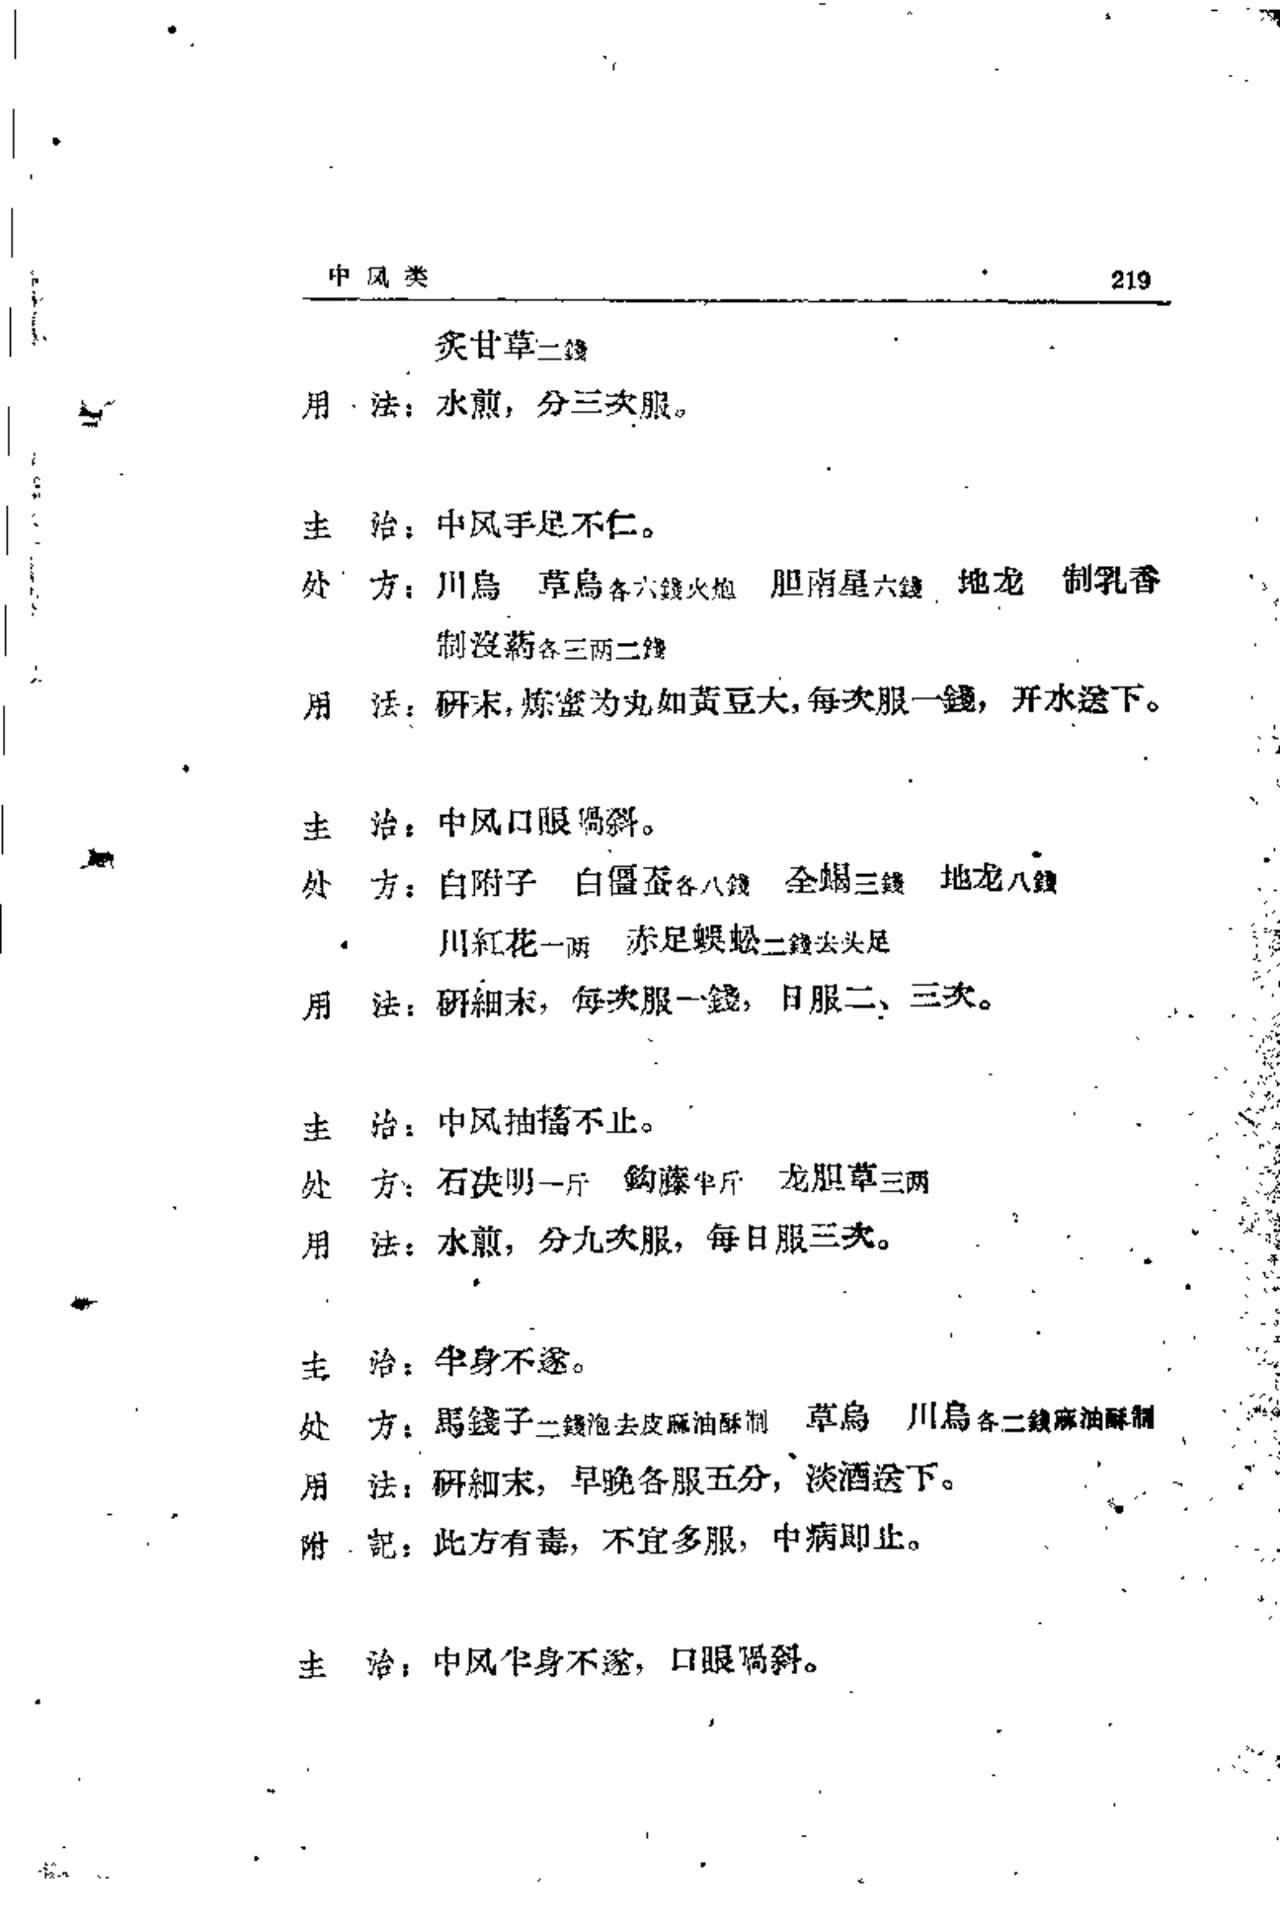 中风类 219
炙甘草二錢
用 法：水煎，分三次服。
主 治：中风手足不仁。
处 方：川烏 草烏各六錢火炮 胆南星六錢 地龙 制乳香
制沒葯各三两二錢
用 法：研末，炼蜜为丸如黃豆大，每次服一錢，开水送下。
主 治：中风口眼喎斜。
处 方：白附子 白僵蚕各八錢 全蝎三錢 地龙八錢
川紅花一两 赤足蜈蚣二錢去头足
用 法：研細末，每次服一錢，日服二、三次。
主 治：中风抽搐不止。
处 方：石决明一斤 鈎藤半斤 龙胆草三两
用 法：水煎，分九次服，每日服三次。
主 治：半身不遂。
处 方：馬錢子二錢泡去皮麻油酥制 草烏 川烏各二錢麻油酥制
用 法：研細末，早晚各服五分，淡酒送下。
附 記：此方有毒，不宜多服，中病即止。
主 治：中风半身不遂，口眼喎斜。